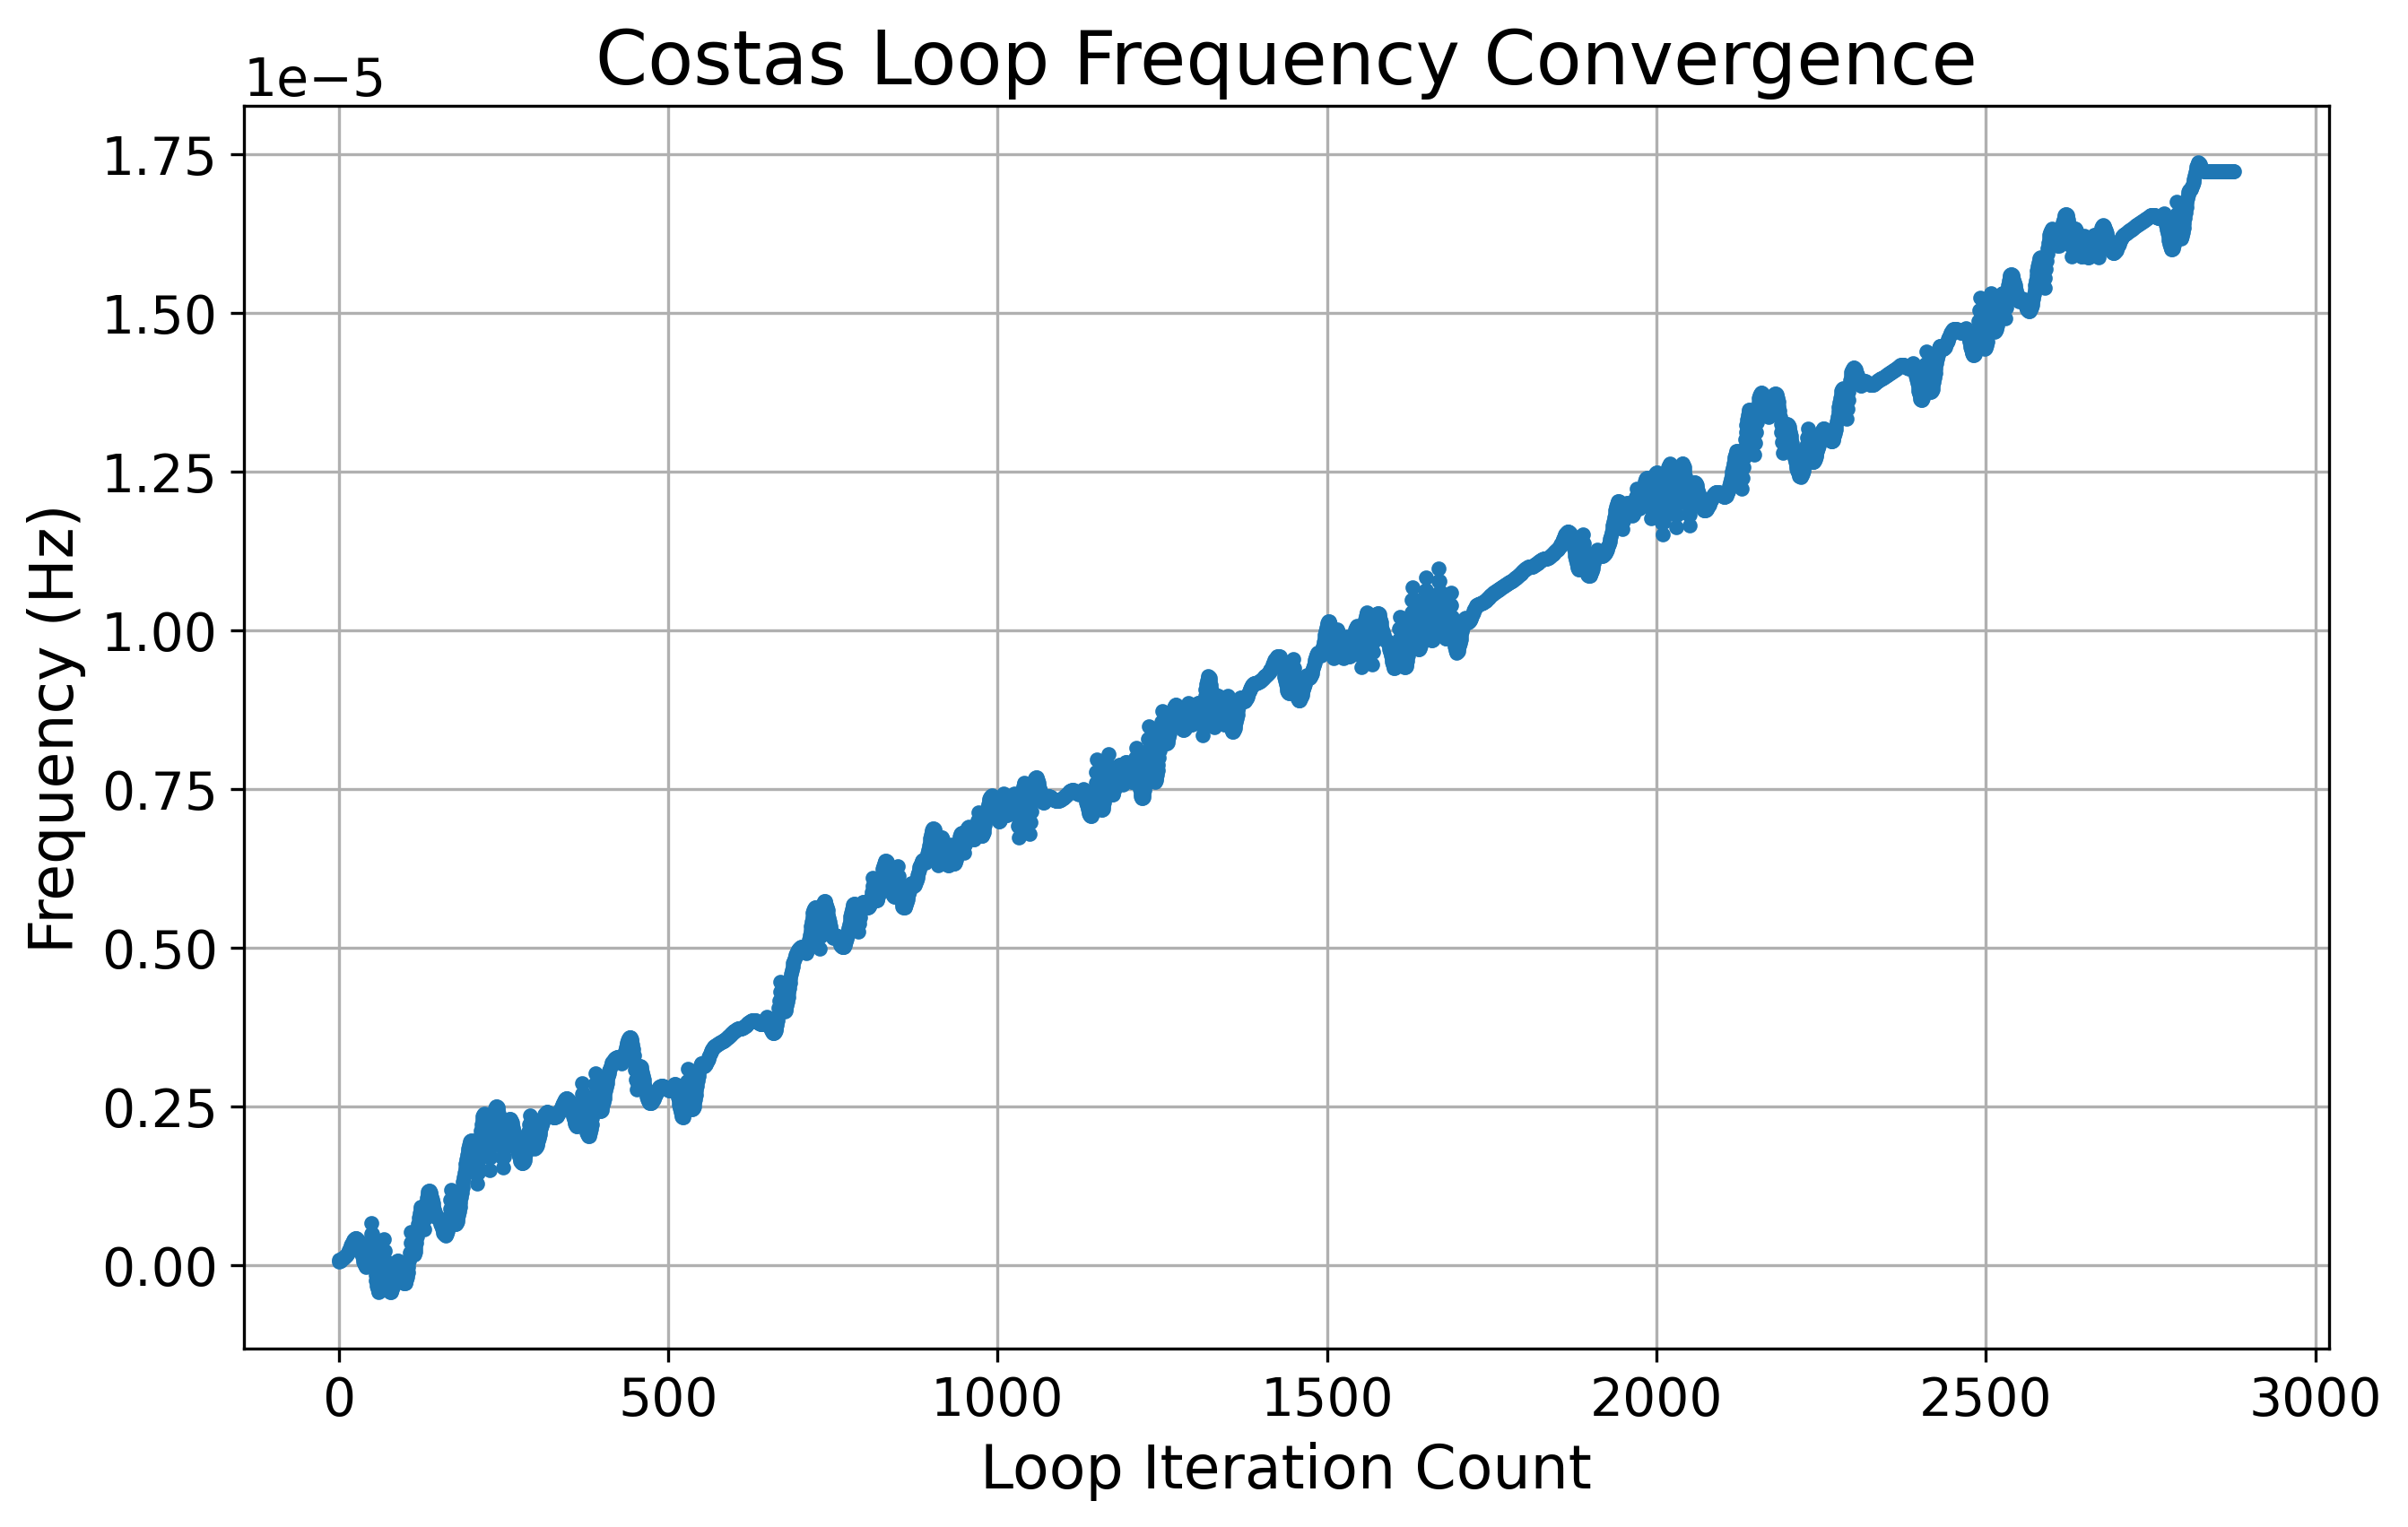 Costas Loop Frequency Convergence
1e−5
1.75
1.50
1.25
1.00
0.75
0.50
0.25
0.00
Frequency (Hz)
0 500 1000 1500 2000 2500 3000
Loop Iteration Count